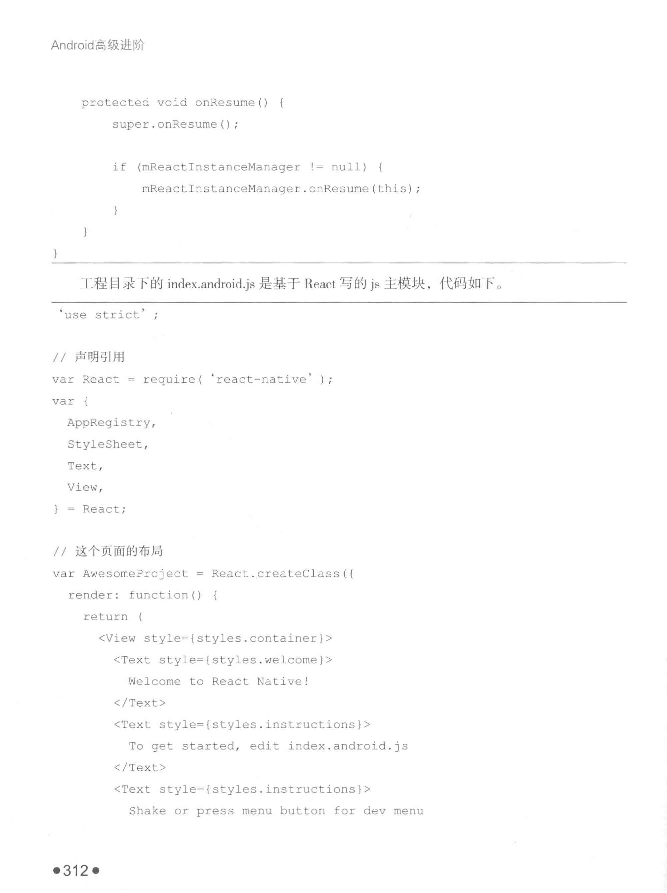 Android高级进阶
protected void onResume() {
super.onResume();
if (mReactInstanceManager != null) {
mReactInstanceManager.onResume(this);
}
}
}
工程目录下的 index.android.js 是基于 React 写的 js 主模块，代码如下。
‘use strict’ ;
// 声明引用
var React = require( ‘react-native’ );
var {
AppRegistry,
StyleSheet,
Text,
View,
} = React;
// 这个页面的布局
var AwesomeProject = React.createClass({
render: function() {
return (
<View style={styles.container}>
<Text style={styles.welcome}>
Welcome to React Native!
</Text>
<Text style={styles.instructions}>
To get started, edit index.android.js
</Text>
<Text style={styles.instructions}>
Shake or press menu button for dev menu
●312●